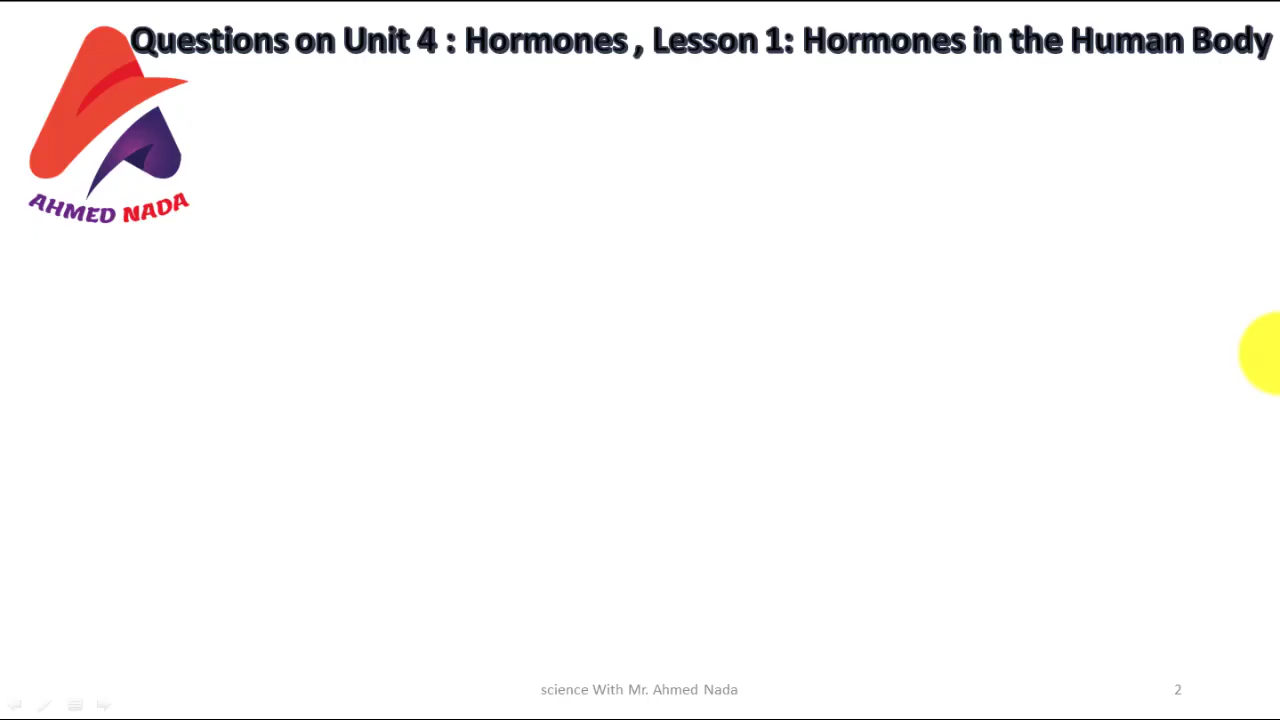 Questions on Unit 4 : Hormones , Lesson 1: Hormones in the Human Body
AHMED NADA
science With Mr. Ahmed Nada
2